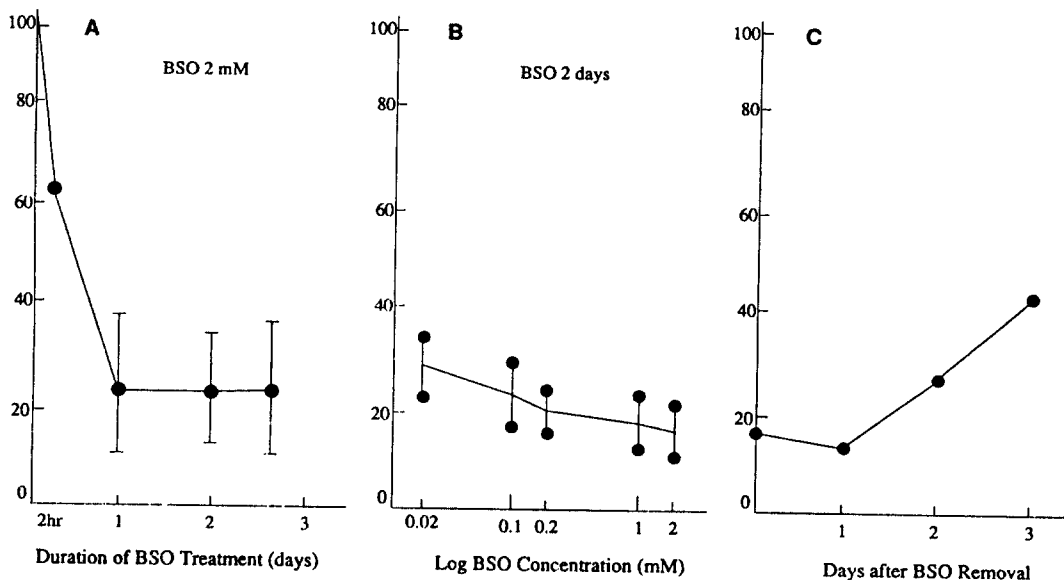 A
BSO 2 mM
100
80
60
40
20
0
2hr 1 2 3
Duration of BSO Treatment (days)
B
BSO 2 days
100
80
60
40
20
0
0.02 0.1 0.2 1 2
Log BSO Concentration (mM)
C
100
80
60
40
20
0
1 2 3
Days after BSO Removal